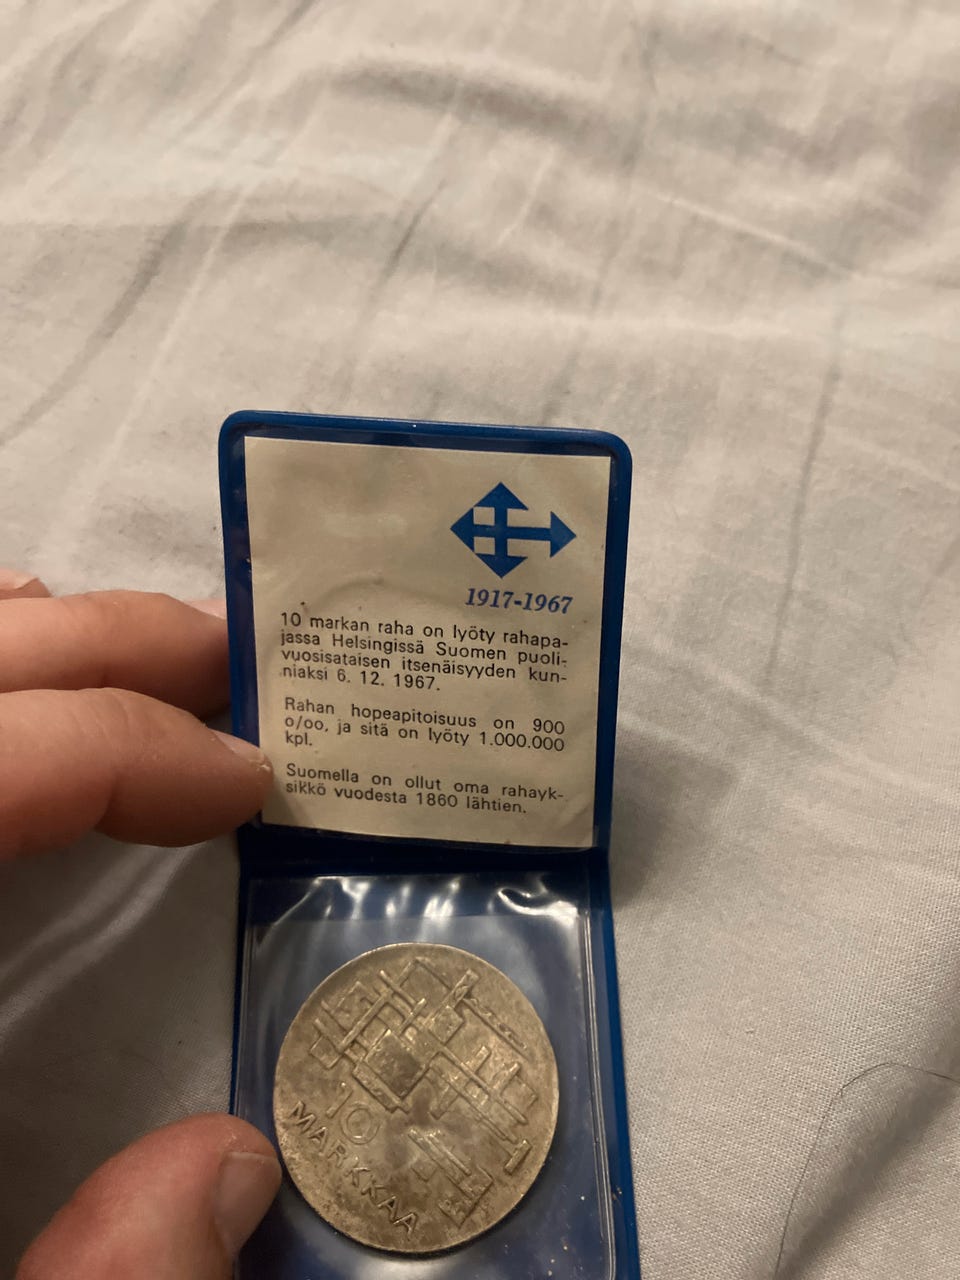 1917-1967
10 markan raha on lyöty rahapa-
jassa Helsingissä Suomen puoli-
vuosisataisen itsenäisyyden kun-
niaksi 6. 12. 1967.
Rahan hopeapitoisuus on 900
o/oo, ja sitä on lyöty 1.000.000
kpl.
Suomella on ollut oma rahayk-
sikkö vuodesta 1860 lähtien.
10
MARKKAA